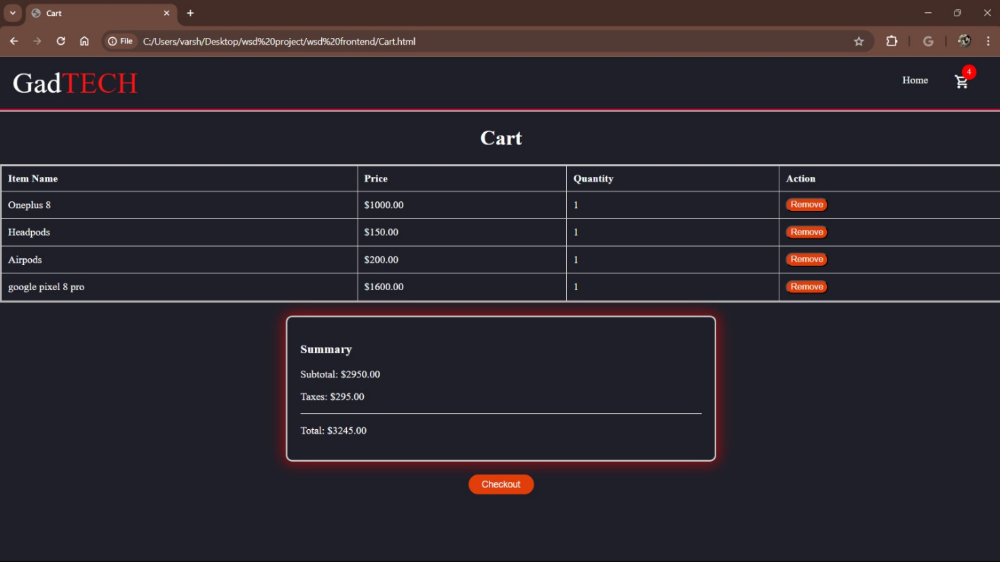 Cart
File C:/Users/varsh/Desktop/wsd%20project/wsd%20frontend/Cart.html
GadTECH Home 4
Cart
Item Name Price Quantity Action
Oneplus 8 $1000.00 1 Remove
Headpods $150.00 1 Remove
Airpods $200.00 1 Remove
google pixel 8 pro $1600.00 1 Remove
Summary
Subtotal: $2950.00
Taxes: $295.00
Total: $3245.00
Checkout